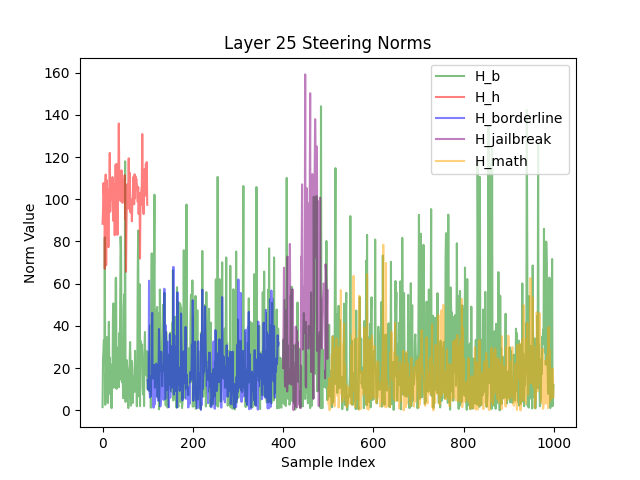 Layer 25 Steering Norms
H_b
H_h
H_borderline
H_jailbreak
H_math
Norm Value
160
140
120
100
80
60
40
20
0
0 200 400 600 800 1000
Sample Index